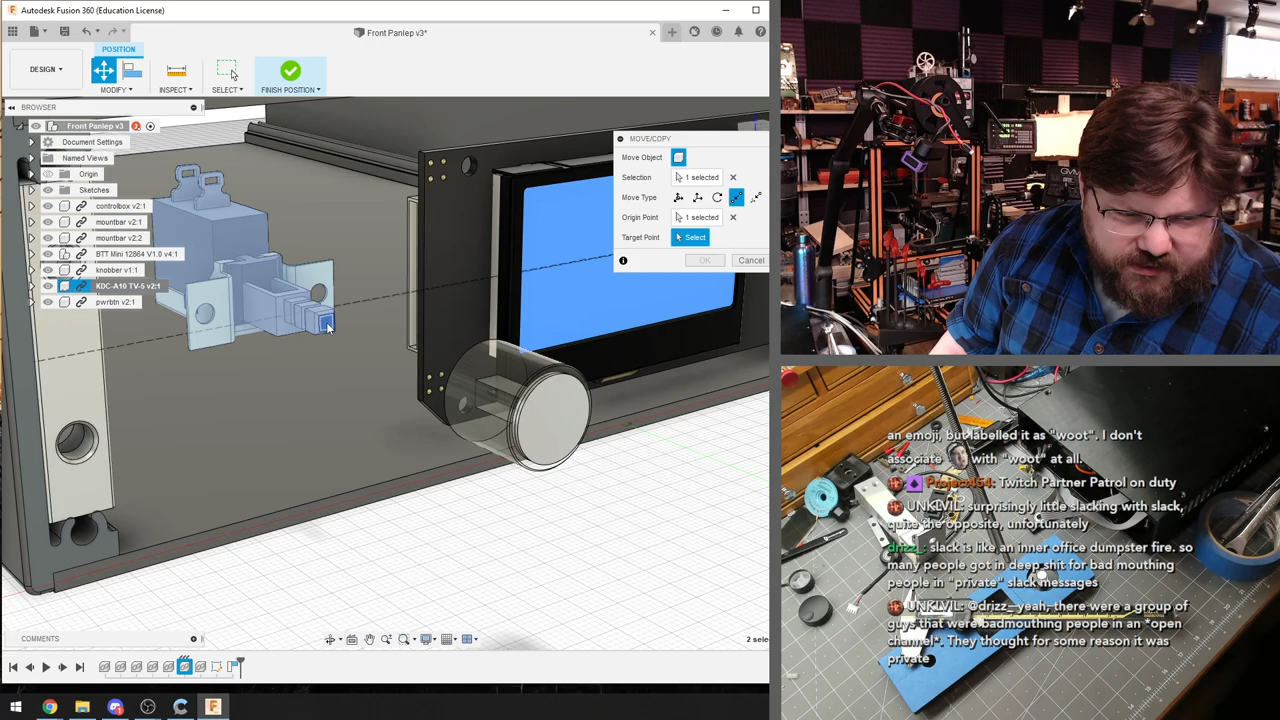 Autodesk Fusion 360 (Education License)
Front Panlep v3*
POSITION
DESIGN
MODIFY
INSPECT
SELECT
FINISH POSITION
BROWSER
Front Panlep v3
Document Settings
Named Views
Origin
Sketches
controlbox v2:1
mountbar v2:1
mountbar v2:2
BTT Mini 12864 V1.0 v4:1
knobber v1:1
KDC-A10 TV-5 v2:1
pwrbtn v2:1
MOVE/COPY
Move Object
Selection
1 selected
Move Type
Origin Point
1 selected
Target Point
Select
OK
Cancel
COMMENTS
2 sele
an emoji, but labelled it as "woot". I don't
associate with "woot" at all.
Project454: Twitch Partner Patrol on duty
UNKLVIL: surprisingly little slacking with slack,
quite the opposite, unfortunately
drizz_: slack is like an inner office dumpster fire. so
many people got in deep shit for bad mouthing
people in "private" slack messages
UNKLVIL: @drizz_ yeah, there were a group of
guys that were badmouthing people in an *open
channel*. They thought for some reason it was
private